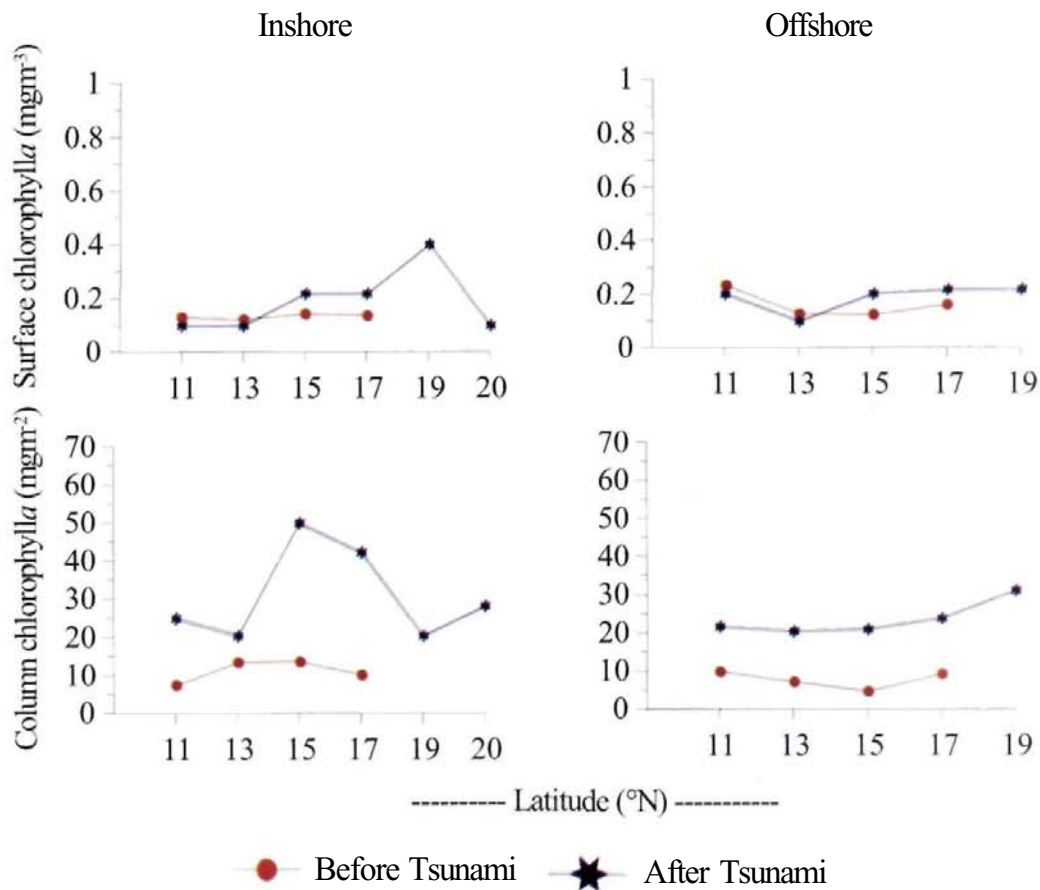 Inshore
Offshore
Surface chlorophylla (mgm-3)
1
0.8
0.6
0.4
0.2
0
11 13 15 17 19 20
1
0.8
0.6
0.4
0.2
0
11 13 15 17 19
Column chlorophylla (mgm-2)
70
60
50
40
30
20
10
0
11 13 15 17 19 20
70
60
50
40
30
20
10
0
11 13 15 17 19
---------- Latitude (°N) -----------
Before Tsunami
After Tsunami